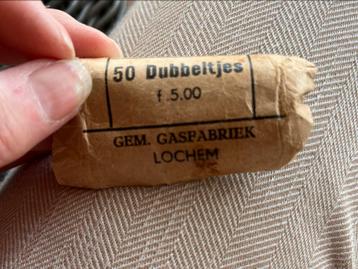 50 Dubbeltjes
f.5.00
GEM. GASFABRIEK
LOCHEM